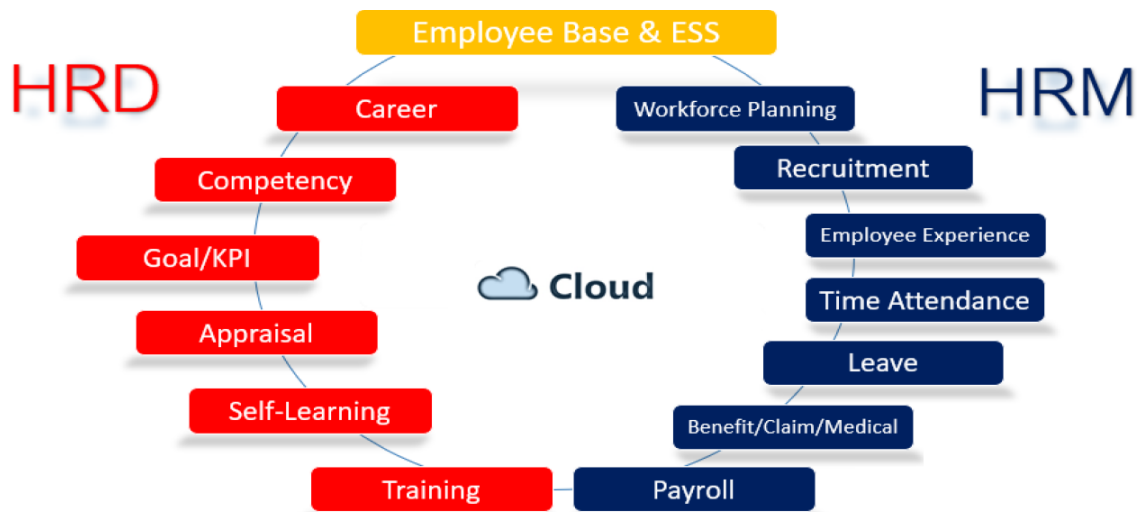 Employee Base & ESS
HRD
HRM
Career
Workforce Planning
Competency
Recruitment
Goal/KPI
Employee Experience
Cloud
Time Attendance
Appraisal
Leave
Self-Learning
Benefit/Claim/Medical
Training
Payroll